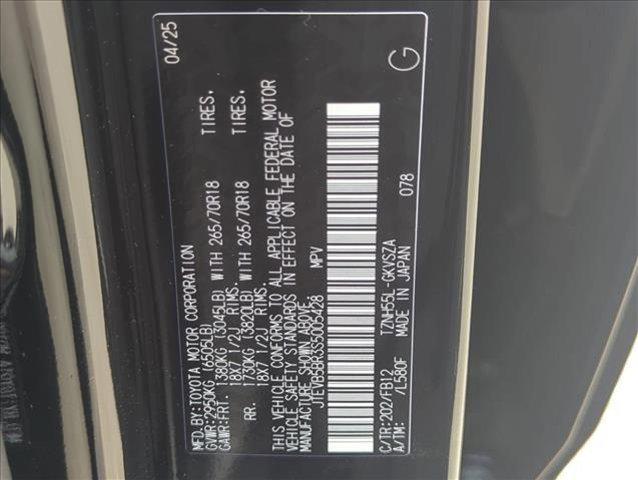 MFD.BY:TOYOTA MOTOR CORPORATION 04/25
GVWR:2950KG (6505LB)
GAWR:FRT. 1380KG (3045LB) WITH 265/70R18 TIRES.
18X7 1/2J RIMS.
RR. 1730KG (3820LB) WITH 265/70R18 TIRES.
18X7 1/2J RIMS.
THIS VEHICLE CONFORMS TO ALL APPLICABLE FEDERAL MOTOR
VEHICLE SAFETY STANDARDS IN EFFECT ON THE DATE OF
MANUFACTURE SHOWN ABOVE.
JTEVB5BR3S5005428 MPV
C/TR:202/FB12 TZNH55L-GKVSZA
A/TM: /L580F MADE IN JAPAN
078
G